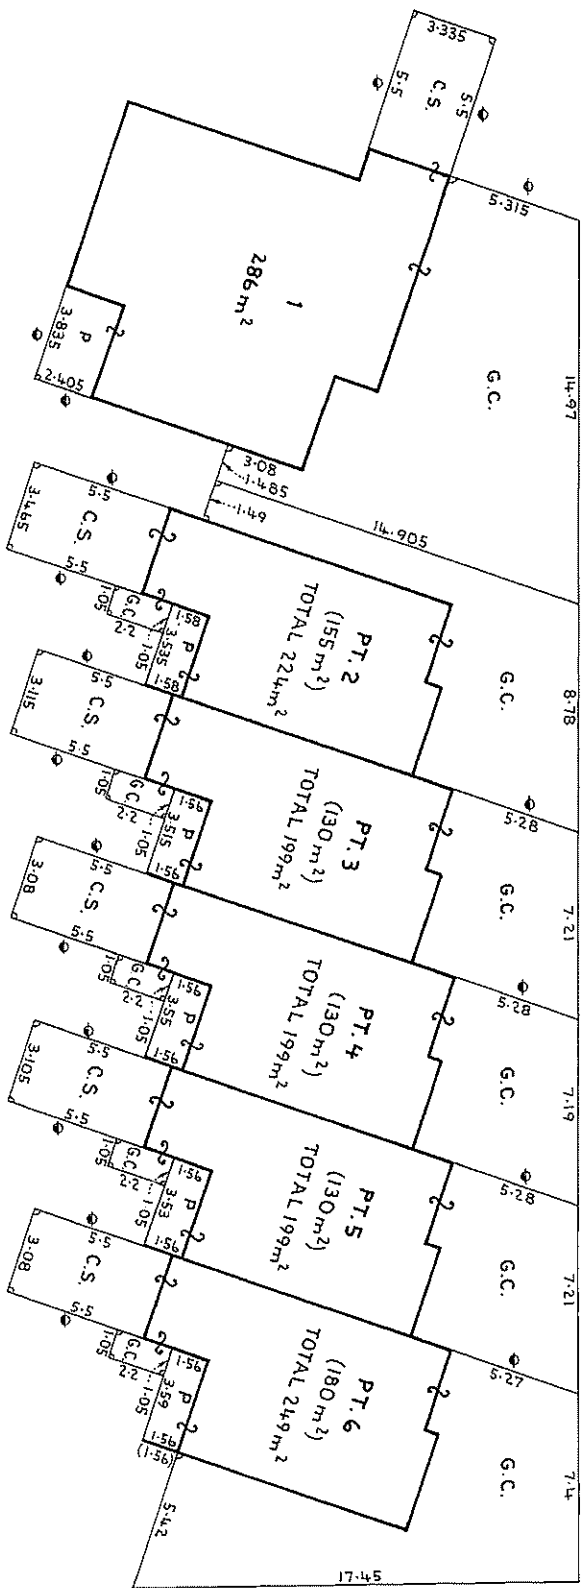 3·335
5·5
C.S.
5·5
5·315
14·97
G.C.
1
286m²
3·835
P
2·405
3·08
1·485
1·49
14·905
5·5
C.S.
3·465
5·5
1·05
G.C.
2·2
1·05
1·58
3·535
P
1·58
PT. 2
(155m²)
TOTAL 224m²
G.C.
8·78
5·28
5·5
C.S.
3·115
5·5
1·05
G.C.
2·2
1·05
1·56
3·515
P
1·56
PT. 3
(130m²)
TOTAL 199m²
G.C.
7·21
5·28
5·5
C.S.
3·08
5·5
1·05
G.C.
2·2
1·05
1·56
3·55
P
1·56
PT. 4
(130m²)
TOTAL 199m²
G.C.
7·19
5·28
5·5
C.S.
3·105
5·5
1·05
G.C.
2·2
1·05
1·56
3·53
P
1·56
PT. 5
(130m²)
TOTAL 199m²
G.C.
7·21
5·27
5·5
C.S.
3·08
5·5
1·05
G.C.
2·2
1·05
1·56
3·59
P
1·56
(1·56)
PT. 6
(180m²)
TOTAL 249m²
G.C.
7·4
5·42
17·45